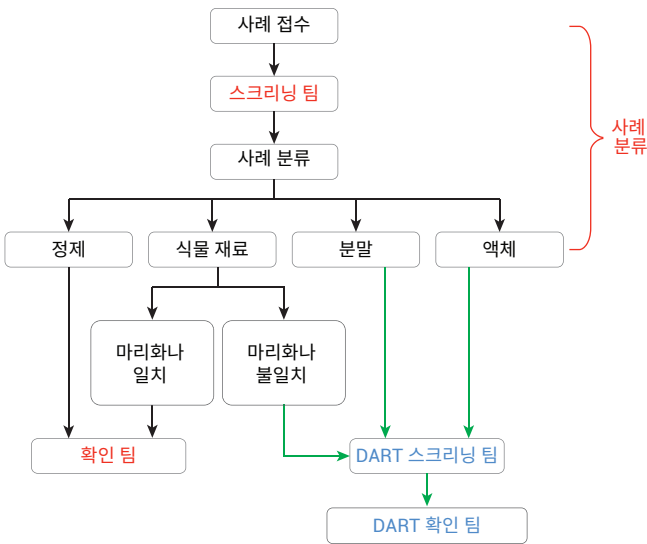 사례 접수
스크리닝 팀
사례 분류
사례
분류
정제
식물 재료
분말
액체
마리화나
일치
마리화나
불일치
확인 팀
DART 스크리닝 팀
DART 확인 팀